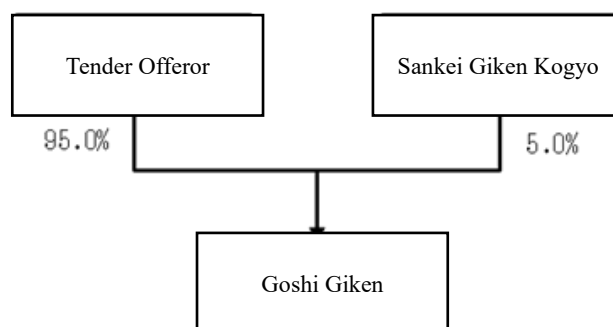 Tender Offeror
Sankei Giken Kogyo
95.0%
5.0%
Goshi Giken